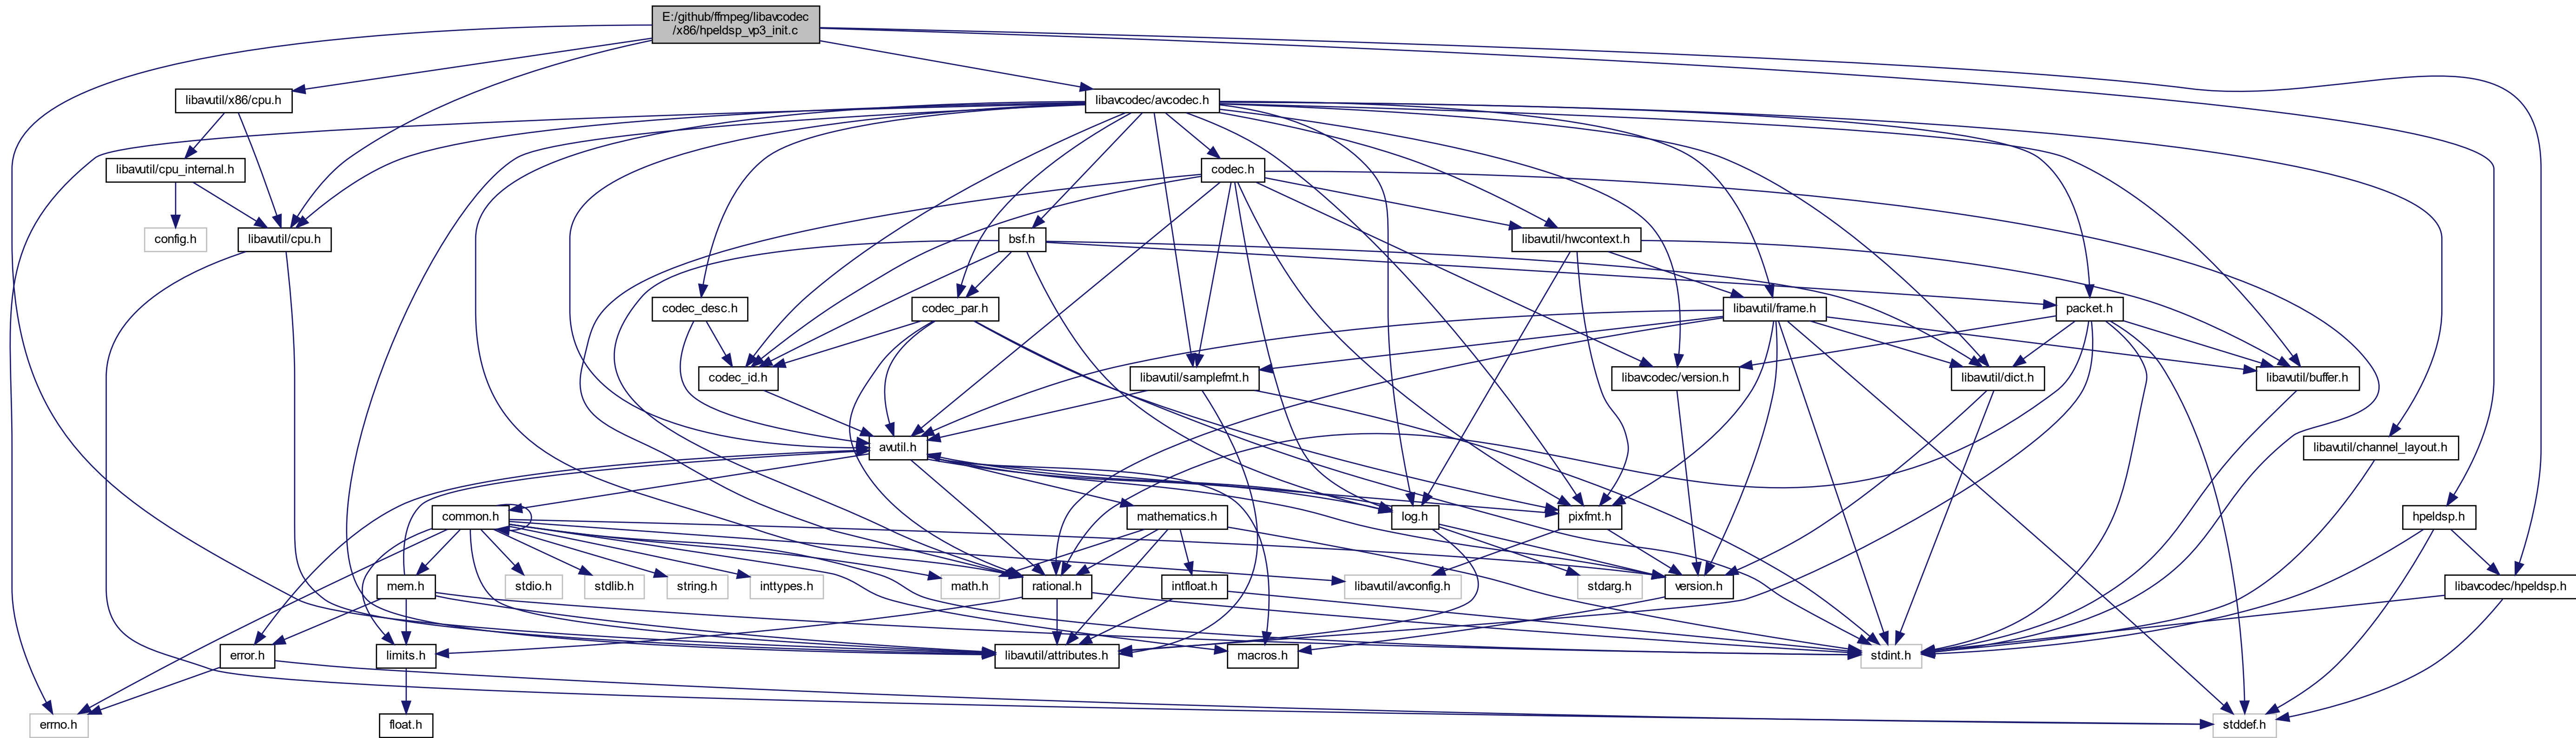 E:/github/ffmpeg/libavcodec
/x86/hpeldsp_vp3_init.c
libavutil/x86/cpu.h
libavcodec/avcodec.h
libavutil/cpu_internal.h
codec.h
config.h
libavutil/cpu.h
bsf.h
libavutil/hwcontext.h
codec_desc.h
codec_par.h
libavutil/frame.h
packet.h
codec_id.h
libavutil/samplefmt.h
libavcodec/version.h
libavutil/dict.h
libavutil/buffer.h
avutil.h
libavutil/channel_layout.h
common.h
mathematics.h
log.h
pixfmt.h
hpeldsp.h
mem.h
stdio.h
stdlib.h
string.h
inttypes.h
math.h
rational.h
intfloat.h
libavutil/avconfig.h
stdarg.h
version.h
libavcodec/hpeldsp.h
error.h
limits.h
libavutil/attributes.h
macros.h
stdint.h
errno.h
float.h
stddef.h